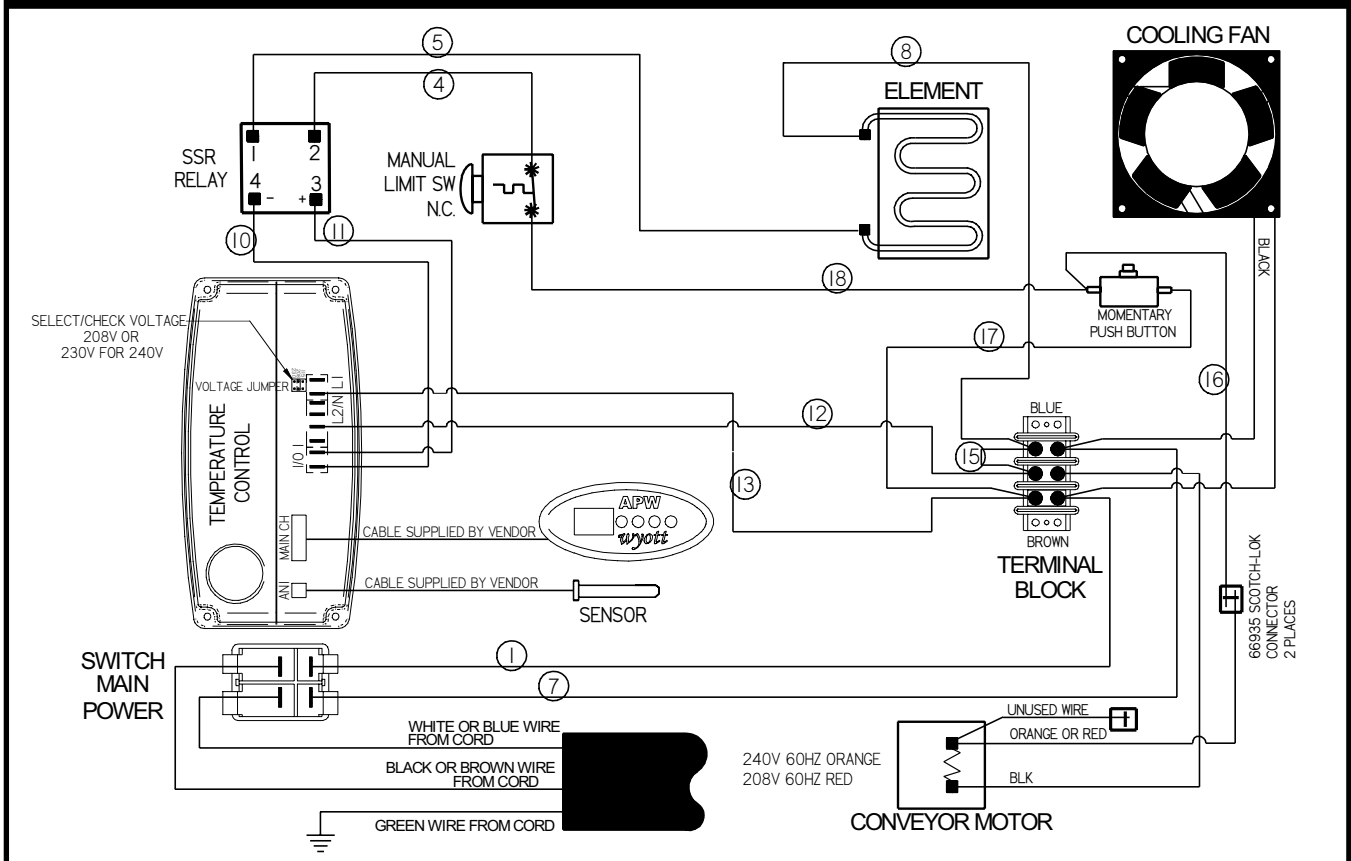 COOLING FAN
5
8
4
ELEMENT
SSR
RELAY
1
2
4
3
-
+
MANUAL
LIMIT SW
N.C.
10
11
BLACK
18
MOMENTARY
PUSH BUTTON
SELECT/CHECK VOLTAGE
208V OR
230V FOR 240V
17
16
VOLTAGE JUMPER
L1
L2/N
I
I/O
TEMPERATURE
CONTROL
12
BLUE
15
13
MAIN CH
CABLE SUPPLIED BY VENDOR
APW
wyott
BROWN
TERMINAL
BLOCK
ANI
CABLE SUPPLIED BY VENDOR
SENSOR
66935 SCOTCH-LOK
CONNECTOR
2 PLACES
SWITCH
MAIN
POWER
1
7
WHITE OR BLUE WIRE
FROM CORD
UNUSED WIRE
ORANGE OR RED
BLACK OR BROWN WIRE
FROM CORD
240V 60HZ ORANGE
208V 60HZ RED
BLK
GREEN WIRE FROM CORD
CONVEYOR MOTOR